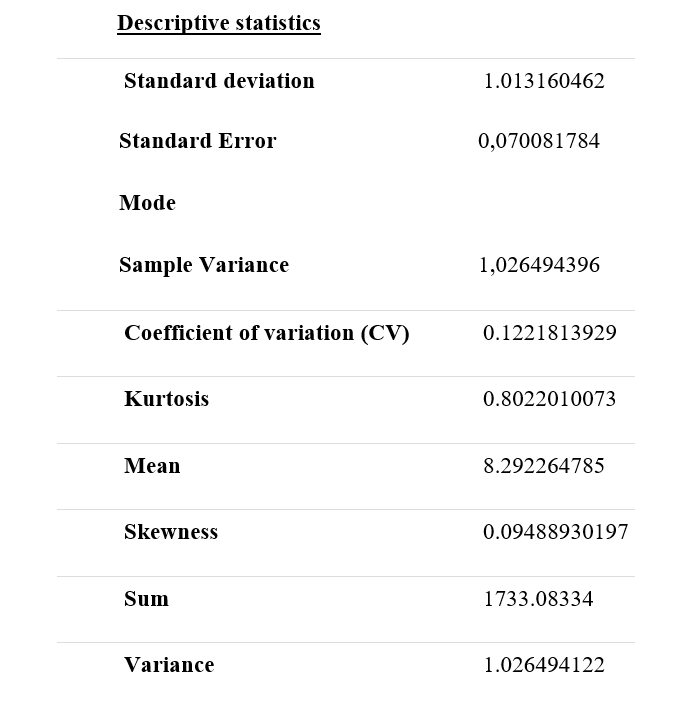 Descriptive statistics
Standard deviation 1.013160462
Standard Error 0,070081784
Mode
Sample Variance 1,026494396
Coefficient of variation (CV) 0.1221813929
Kurtosis 0.8022010073
Mean 8.292264785
Skewness 0.09488930197
Sum 1733.08334
Variance 1.026494122